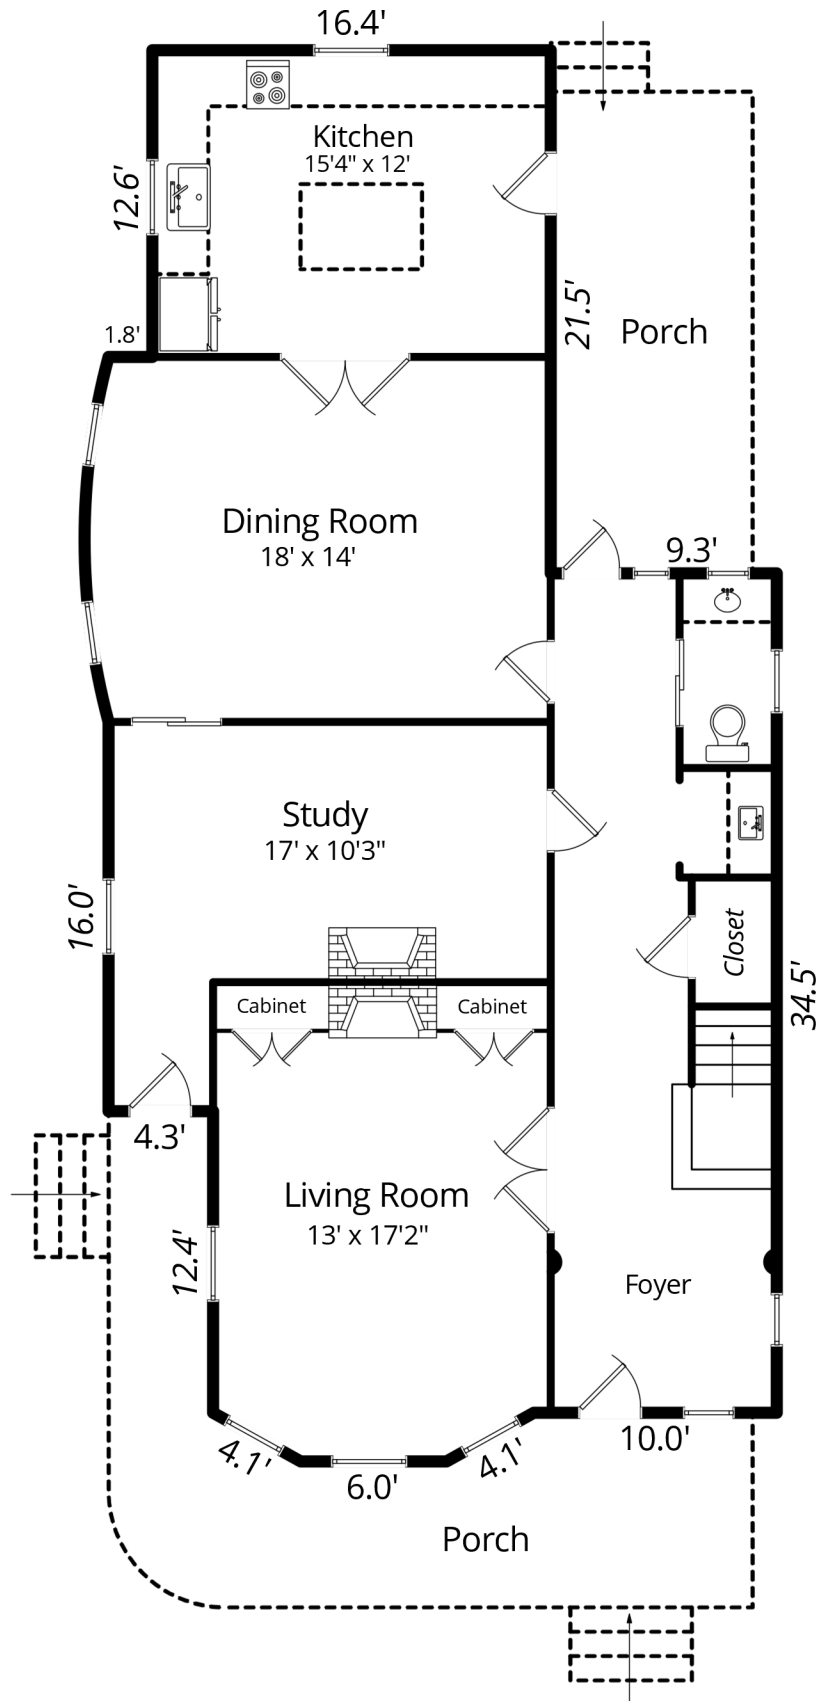 16.4'
Kitchen
15'4" x 12'
12.6'
21.5'
Porch
1.8'
Dining Room
18' x 14'
9.3'
Study
17' x 10'3"
16.0'
Closet
34.5'
Cabinet
Cabinet
4.3'
Living Room
13' x 17'2"
12.4'
Foyer
4.1'
6.0'
4.1'
10.0'
Porch